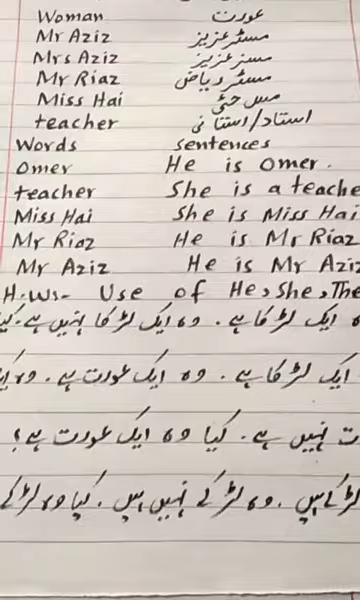 Woman عورت
Mr Aziz مسٹر عزیز
Mrs Aziz مسز عزیز
Mr Riaz مسٹر ریاض
Miss Hai مس حئی
teacher استاد/استانی
Words sentences
Omer He is Omer.
teacher She is a teache
Miss Hai She is Miss Hai
Mr Riaz He is Mr Riaz
Mr Aziz He is Mr Aziz
H.W:- Use of He, She, The
ہ ایک لڑکا ہے. وہ ایک لڑکا نہیں ہے. کیا
ایک لڑکا ہے. وہ ایک عورت ہے. وہ ایک
ت نہیں ہے. کیا وہ ایک عورت ہے؟
لڑکے ہیں. وہ لڑکے نہیں ہیں. کیا وہ لڑکے